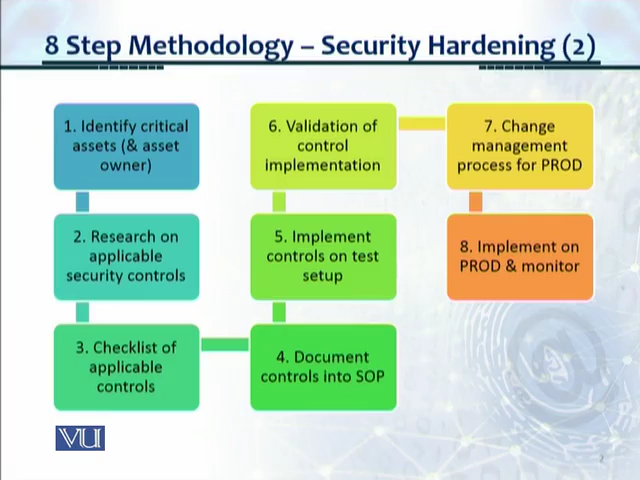 8 Step Methodology – Security Hardening (2)
1. Identify critical
assets (& asset
owner)
2. Research on
applicable
security controls
3. Checklist of
applicable
controls
4. Document
controls into SOP
5. Implement
controls on test
setup
6. Validation of
control
implementation
7. Change
management
process for PROD
8. Implement on
PROD & monitor
VU
2